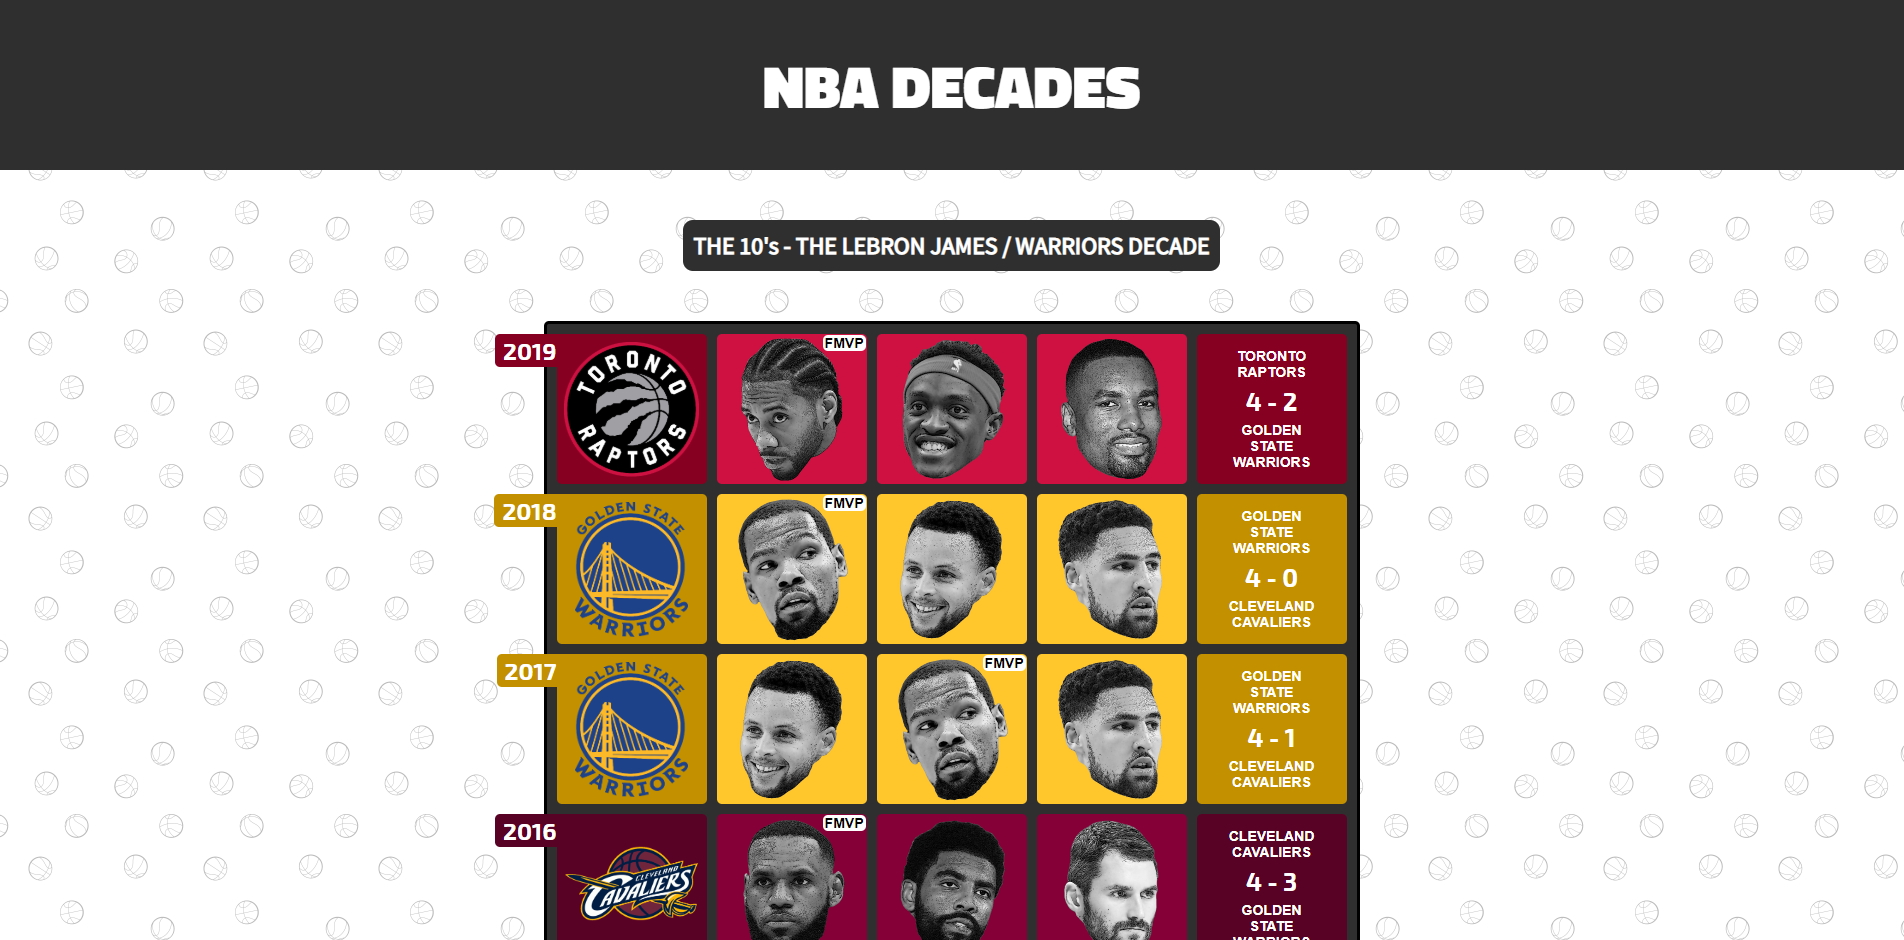 NBA DECADES
THE 10's - THE LEBRON JAMES / WARRIORS DECADE
2019
TORONTO
RAPTORS
FMVP
TORONTO
RAPTORS
4 - 2
GOLDEN
STATE
WARRIORS
2018
GOLDEN STATE
WARRIORS
FMVP
GOLDEN
STATE
WARRIORS
4 - 0
CLEVELAND
CAVALIERS
2017
GOLDEN STATE
WARRIORS
FMVP
GOLDEN
STATE
WARRIORS
4 - 1
CLEVELAND
CAVALIERS
2016
CLEVELAND
CAVALIERS
FMVP
CLEVELAND
CAVALIERS
4 - 3
GOLDEN
STATE
WARRIORS